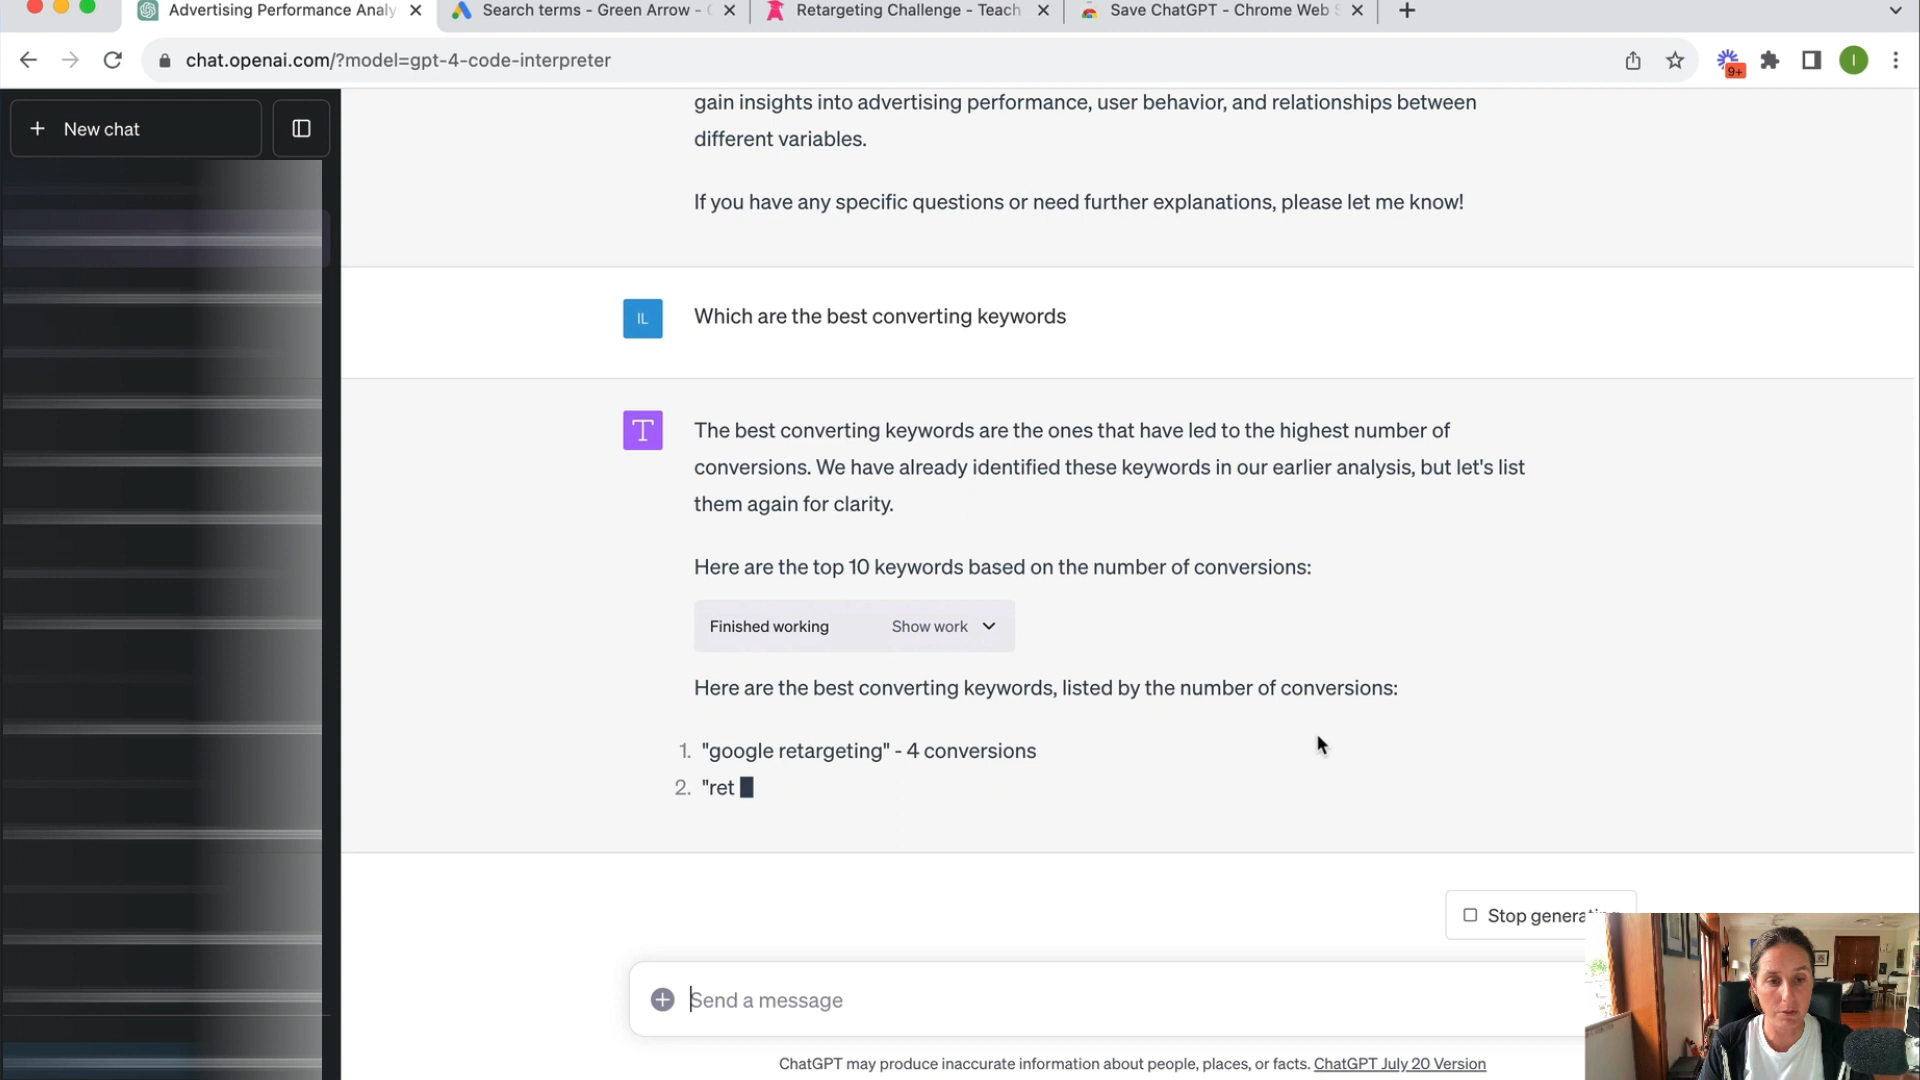 Advertising Performance Analy
Search terms - Green Arrow -
Retargeting Challenge - Teach
Save ChatGPT - Chrome Web S
chat.openai.com/?model=gpt-4-code-interpreter
9+
I
New chat
gain insights into advertising performance, user behavior, and relationships between
different variables.
If you have any specific questions or need further explanations, please let me know!
IL
Which are the best converting keywords
T
The best converting keywords are the ones that have led to the highest number of
conversions. We have already identified these keywords in our earlier analysis, but let's list
them again for clarity.
Here are the top 10 keywords based on the number of conversions:
Finished working Show work
Here are the best converting keywords, listed by the number of conversions:
1. "google retargeting" - 4 conversions
2. "ret
Stop generating
Send a message
ChatGPT may produce inaccurate information about people, places, or facts. ChatGPT July 20 Version